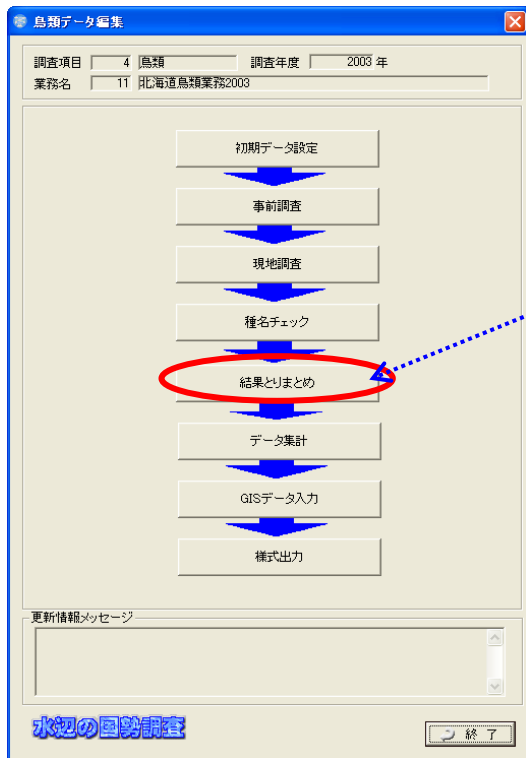 鳥類データ編集
調査項目 4 鳥類 調査年度 2003 年
業務名 11 北海道鳥類業務2003
初期データ設定
事前調査
現地調査
種名チェック
結果とりまとめ
データ集計
GISデータ入力
様式出力
更新情報メッセージ
水辺の国勢調査
終 了